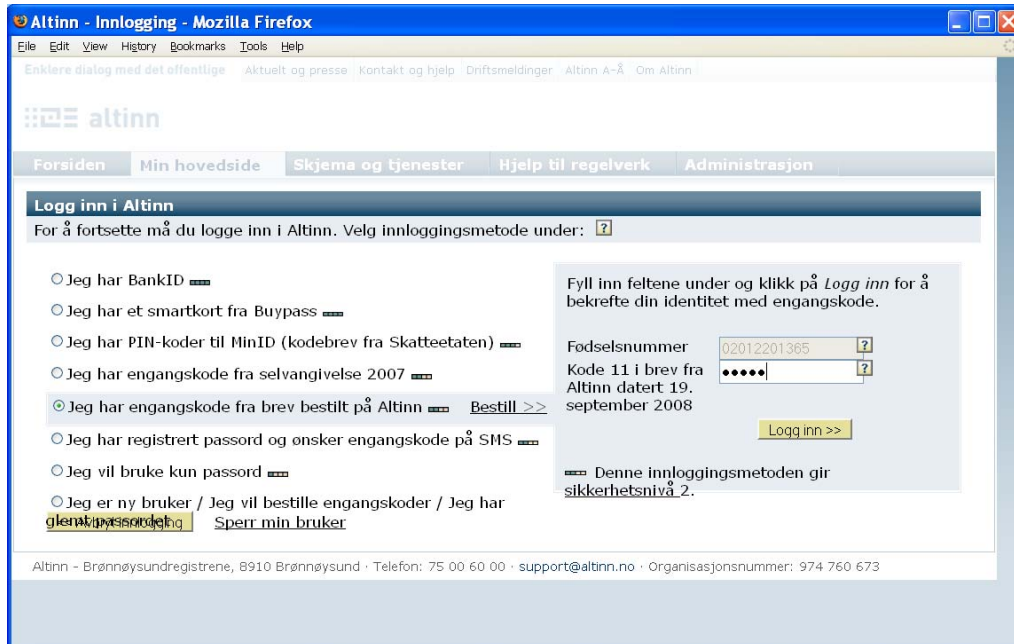 Altinn - Innlogging - Mozilla Firefox
File Edit View History Bookmarks Tools Help
Enklere dialog med det offentlige Aktuelt og presse Kontakt og hjelp Driftsmeldinger Altinn A-Å Om Altinn
altinn
Forsiden Min hovedside Skjema og tjenester Hjelp til regelverk Administrasjon
Logg inn i Altinn
For å fortsette må du logge inn i Altinn. Velg innloggingsmetode under: ?
Jeg har BankID
Jeg har et smartkort fra Buypass
Jeg har PIN-koder til MinID (kodebrev fra Skatteetaten)
Jeg har engangskode fra selvangivelse 2007
Jeg har engangskode fra brev bestilt på Altinn Bestill >>
Jeg har registrert passord og ønsker engangskode på SMS
Jeg vil bruke kun passord
Jeg er ny bruker / Jeg vil bestille engangskoder / Jeg har
glemt passordet
<< Avbryt innlogging Sperr min bruker
Fyll inn feltene under og klikk på Logg inn for å
bekrefte din identitet med engangskode.
Fødselsnummer 02012201365 ?
Kode 11 i brev fra ••••• ?
Altinn datert 19.
september 2008
Logg inn >>
Denne innloggingsmetoden gir
sikkerhetsnivå 2.
Altinn - Brønnøysundregistrene, 8910 Brønnøysund · Telefon: 75 00 60 00 · support@altinn.no · Organisasjonsnummer: 974 760 673